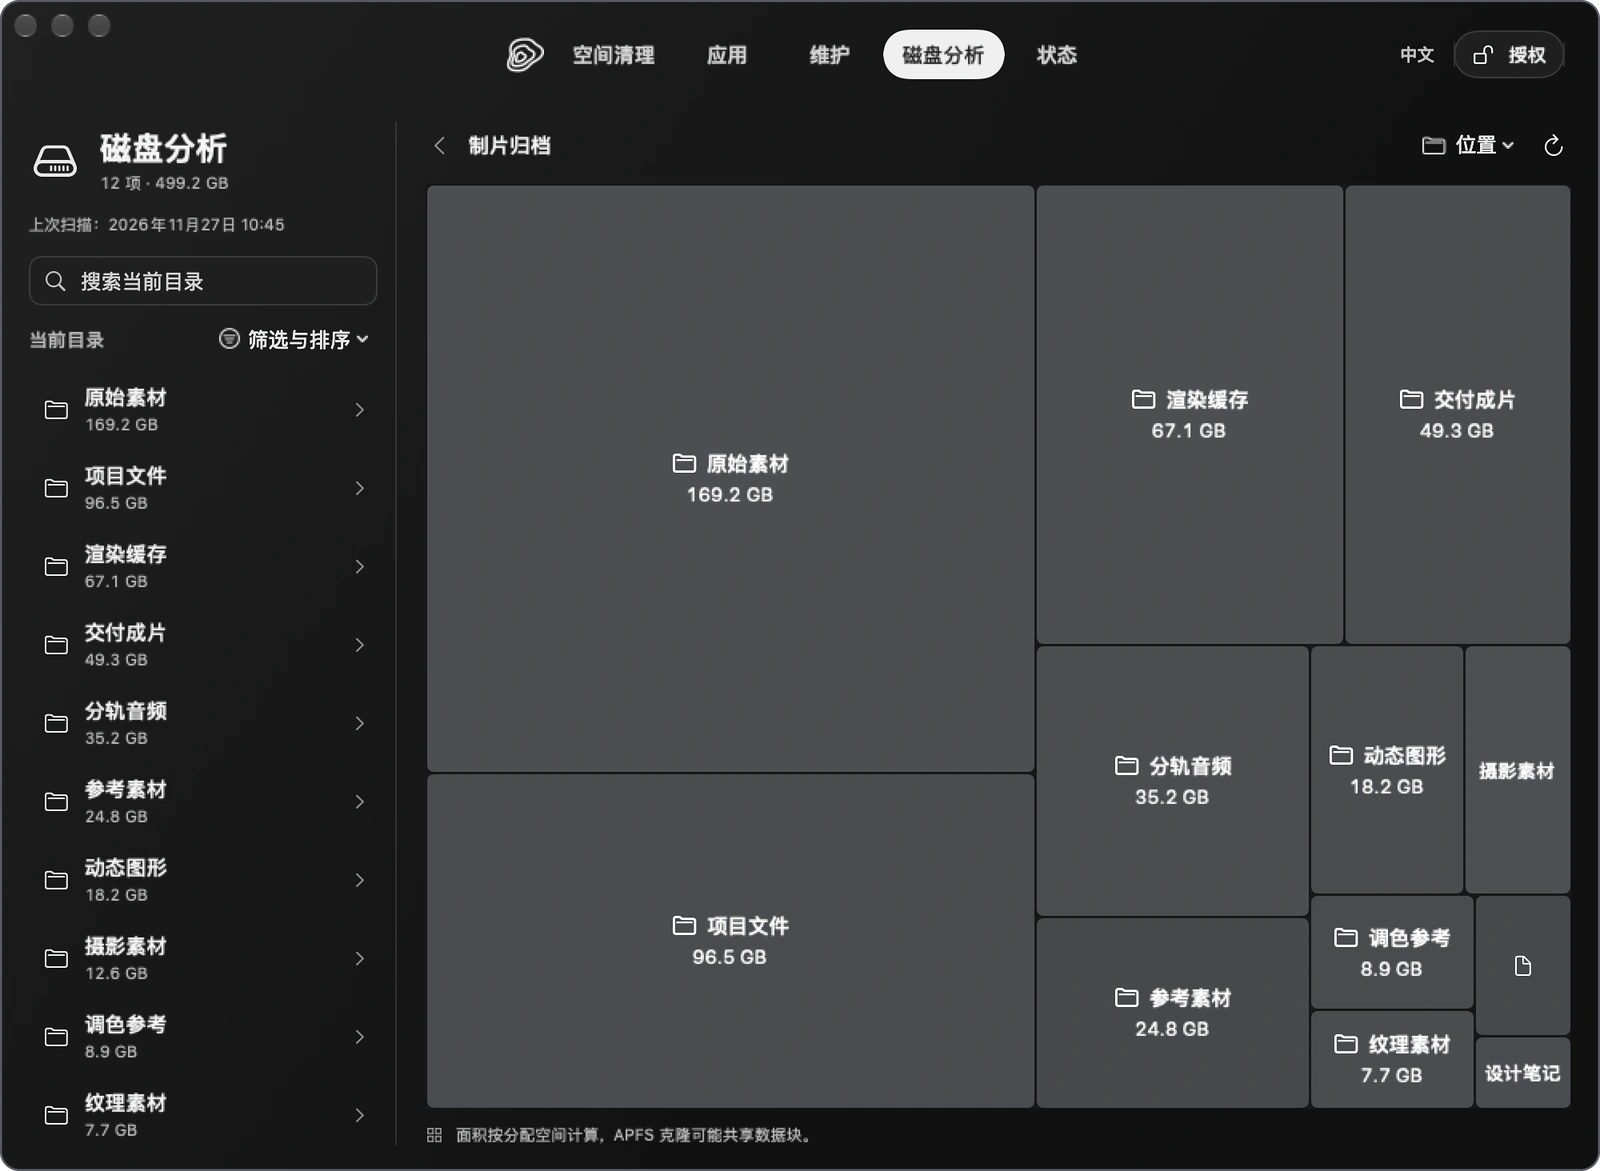 空间清理
应用
维护
磁盘分析
状态
中文
授权
磁盘分析
12 项 · 499.2 GB
上次扫描：2026年11月27日 10:45
搜索当前目录
当前目录
筛选与排序
原始素材
169.2 GB
项目文件
96.5 GB
渲染缓存
67.1 GB
交付成片
49.3 GB
分轨音频
35.2 GB
参考素材
24.8 GB
动态图形
18.2 GB
摄影素材
12.6 GB
调色参考
8.9 GB
纹理素材
7.7 GB
制片归档
位置
原始素材
169.2 GB
渲染缓存
67.1 GB
交付成片
49.3 GB
项目文件
96.5 GB
分轨音频
35.2 GB
动态图形
18.2 GB
摄影素材
参考素材
24.8 GB
调色参考
8.9 GB
纹理素材
7.7 GB
设计笔记
面积按分配空间计算，APFS 克隆可能共享数据块。